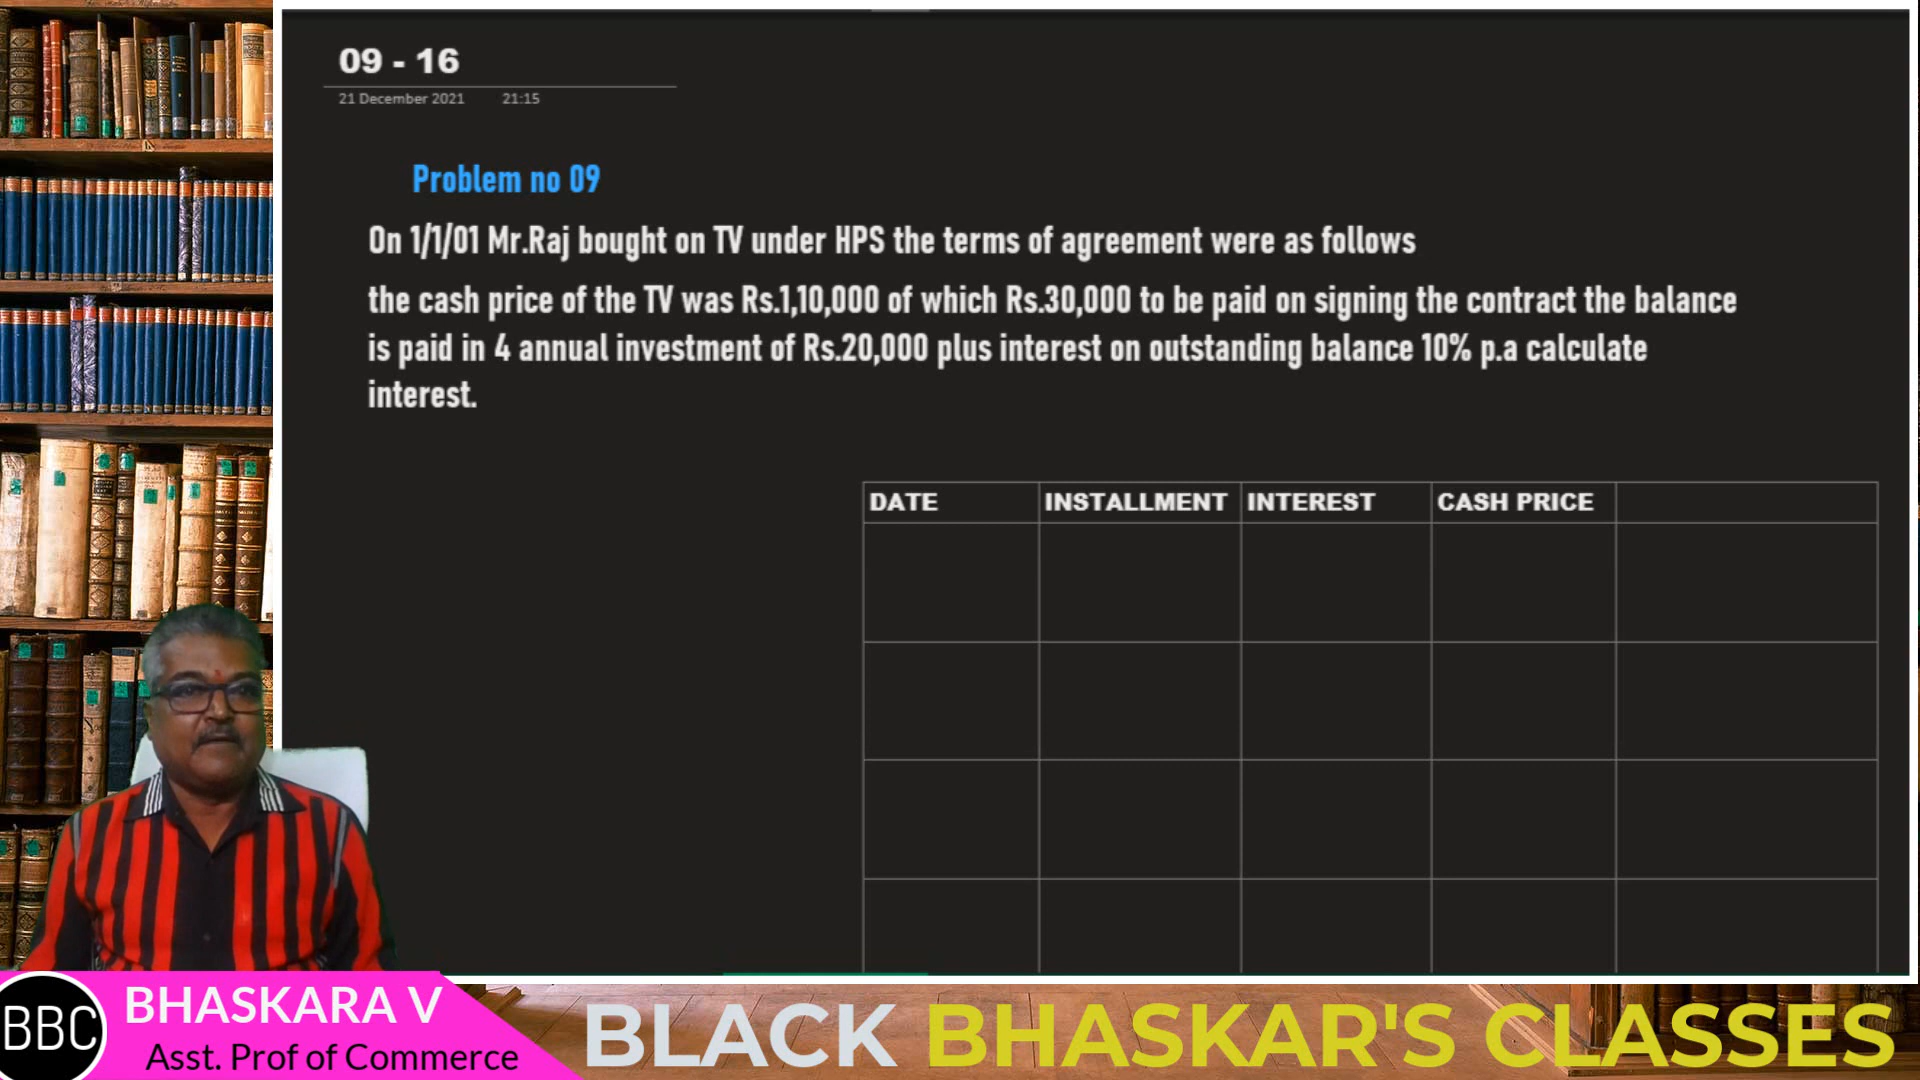 09 - 16
21 December 2021 21:15
Problem no 09
On 1/1/01 Mr.Raj bought on TV under HPS the terms of agreement were as follows
the cash price of the TV was Rs.1,10,000 of which Rs.30,000 to be paid on signing the contract the balance
is paid in 4 annual investment of Rs.20,000 plus interest on outstanding balance 10% p.a calculate
interest.
DATE INSTALLMENT INTEREST CASH PRICE
BBC
BHASKARA V
Asst. Prof of Commerce
BLACK BHASKAR'S CLASSES